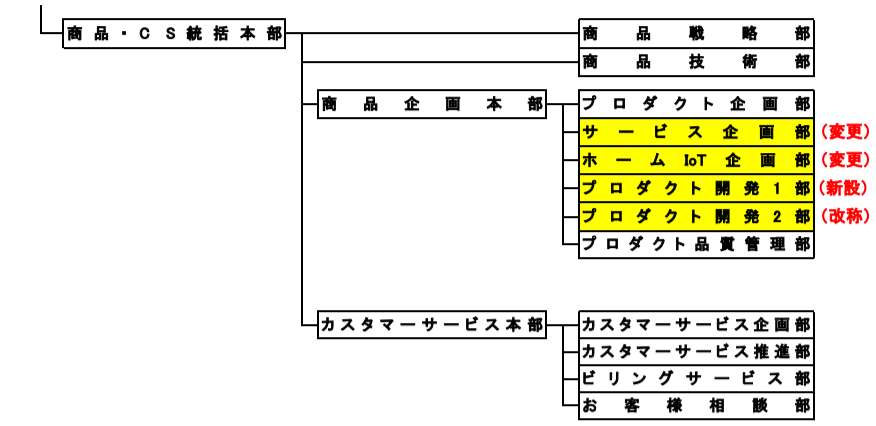 商品・CS統括本部
商品戦略部
商品技術部
商品企画本部
プロダクト企画部
サービス企画部 (変更)
ホームIoT企画部 (変更)
プロダクト開発1部 (新設)
プロダクト開発2部 (改称)
プロダクト品質管理部
カスタマーサービス本部
カスタマーサービス企画部
カスタマーサービス推進部
ビリングサービス部
お客様相談部